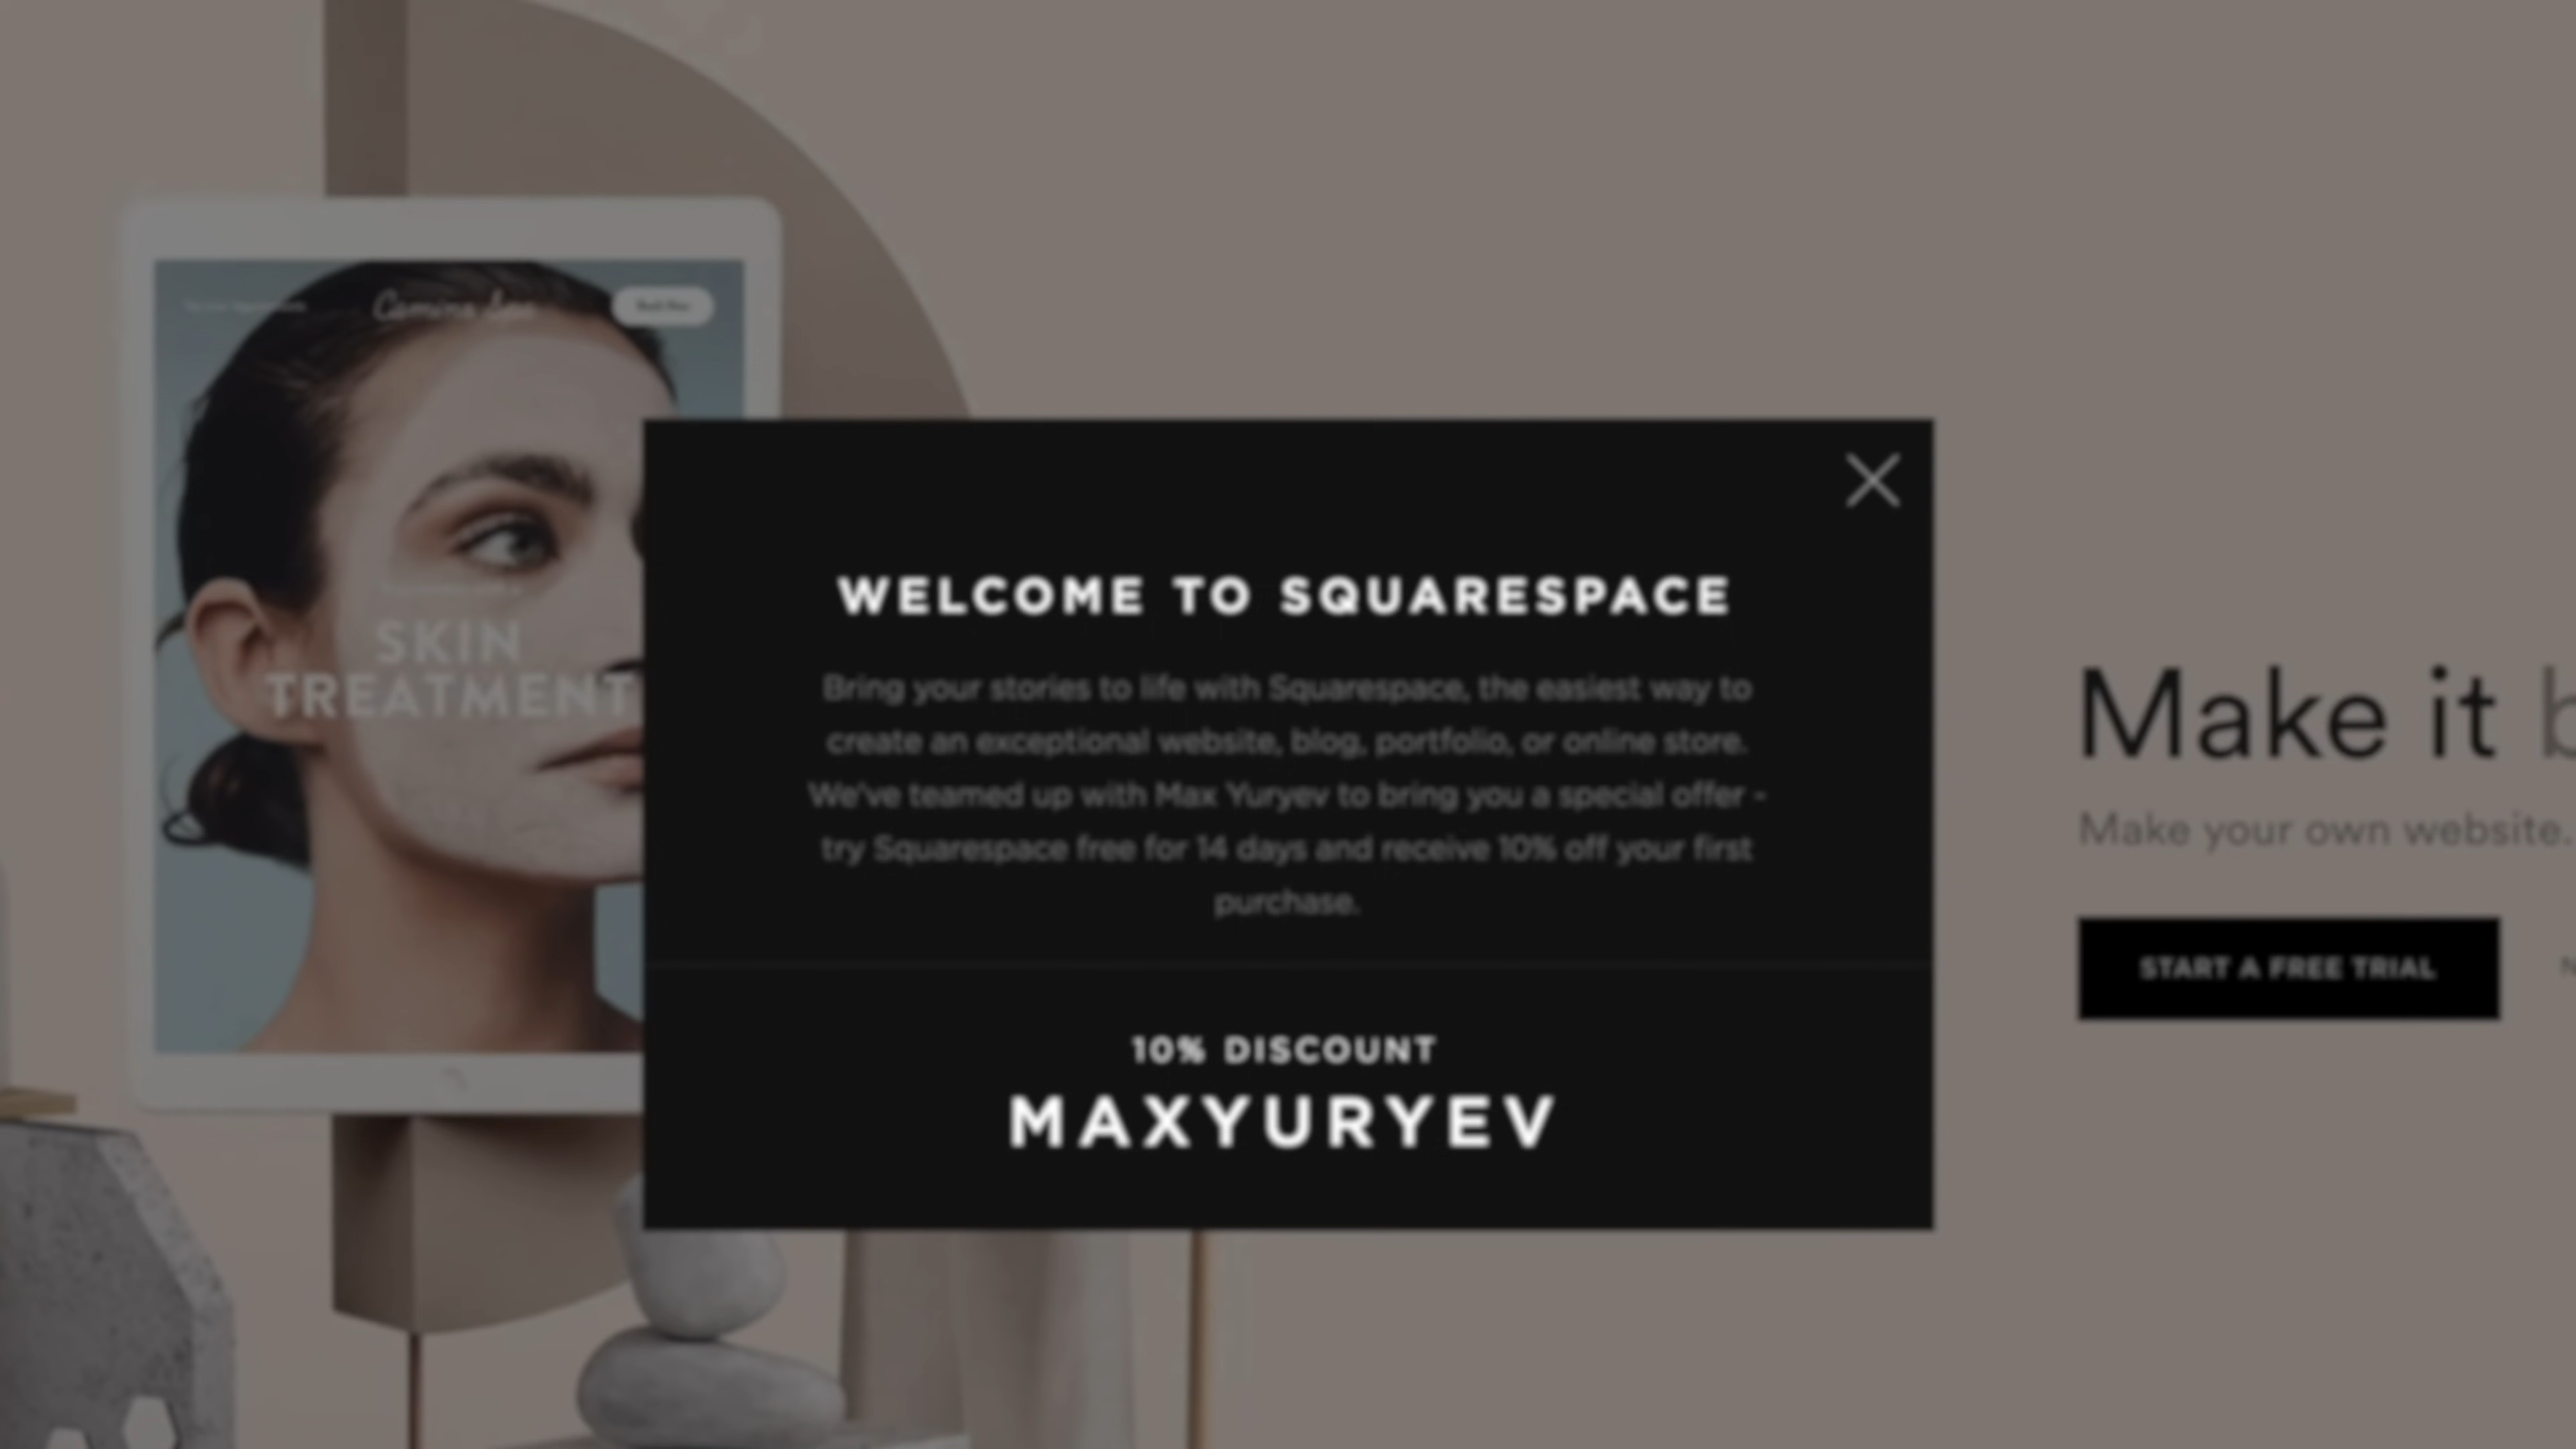 SKIN
TREATMENT
WELCOME TO SQUARESPACE
Bring your stories to life with Squarespace, the easiest way to
create an exceptional website, blog, portfolio, or online store.
We've teamed up with Max Yuryev to bring you a special offer -
try Squarespace free for 14 days and receive 10% off your first
purchase.
10% DISCOUNT
MAXYURYEV
Make it b
Make your own website.
START A FREE TRIAL
N